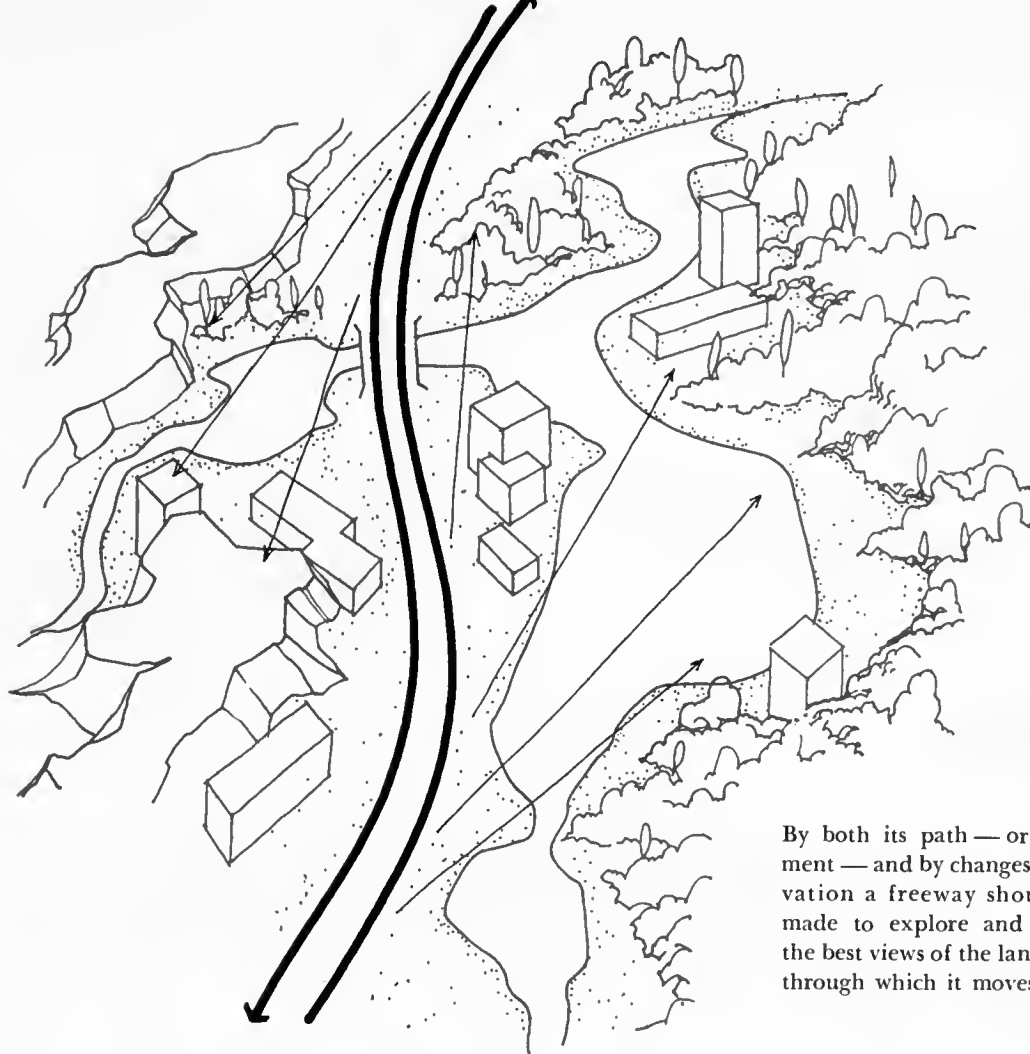 By both its path — or
ment — and by changes
vation a freeway shou
made to explore and
the best views of the lan
through which it moves